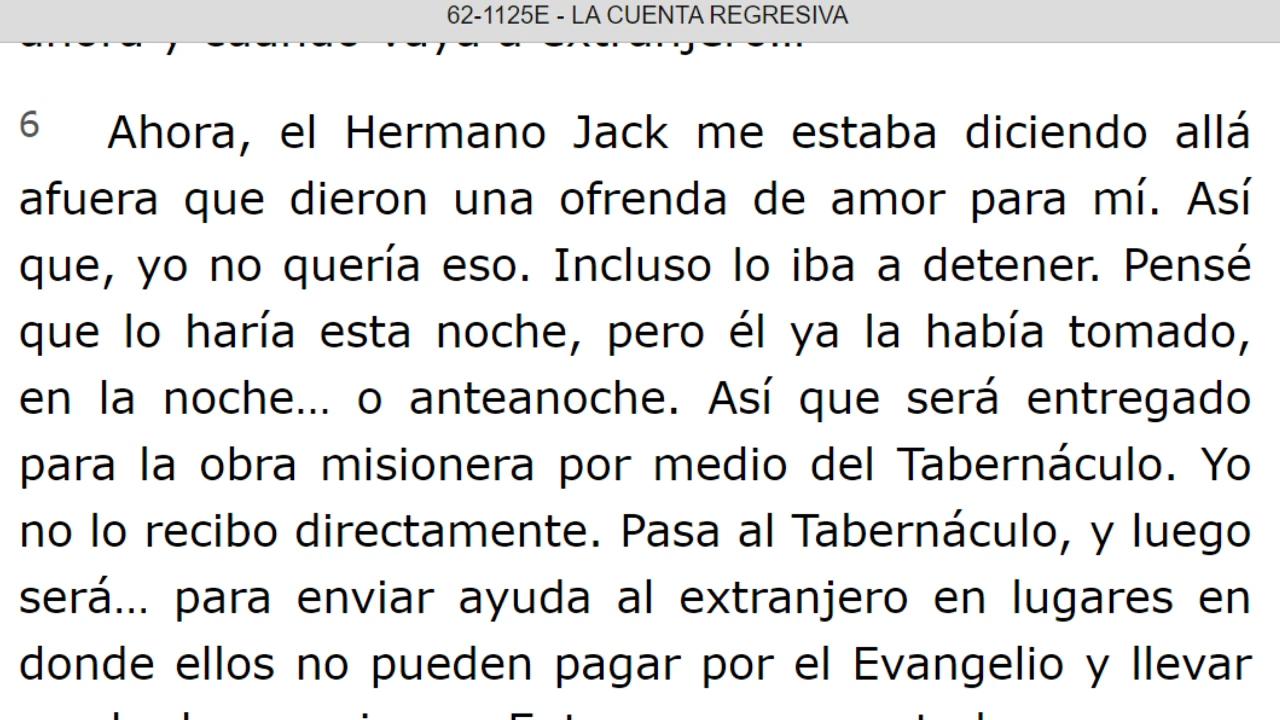 62-1125E - LA CUENTA REGRESIVA
ahora y cuando vaya a extranjero...
6 Ahora, el Hermano Jack me estaba diciendo allá
afuera que dieron una ofrenda de amor para mí. Así
que, yo no quería eso. Incluso lo iba a detener. Pensé
que lo haría esta noche, pero él ya la había tomado,
en la noche... o anteanoche. Así que será entregado
para la obra misionera por medio del Tabernáculo. Yo
no lo recibo directamente. Pasa al Tabernáculo, y luego
será... para enviar ayuda al extranjero en lugares en
donde ellos no pueden pagar por el Evangelio y llevar